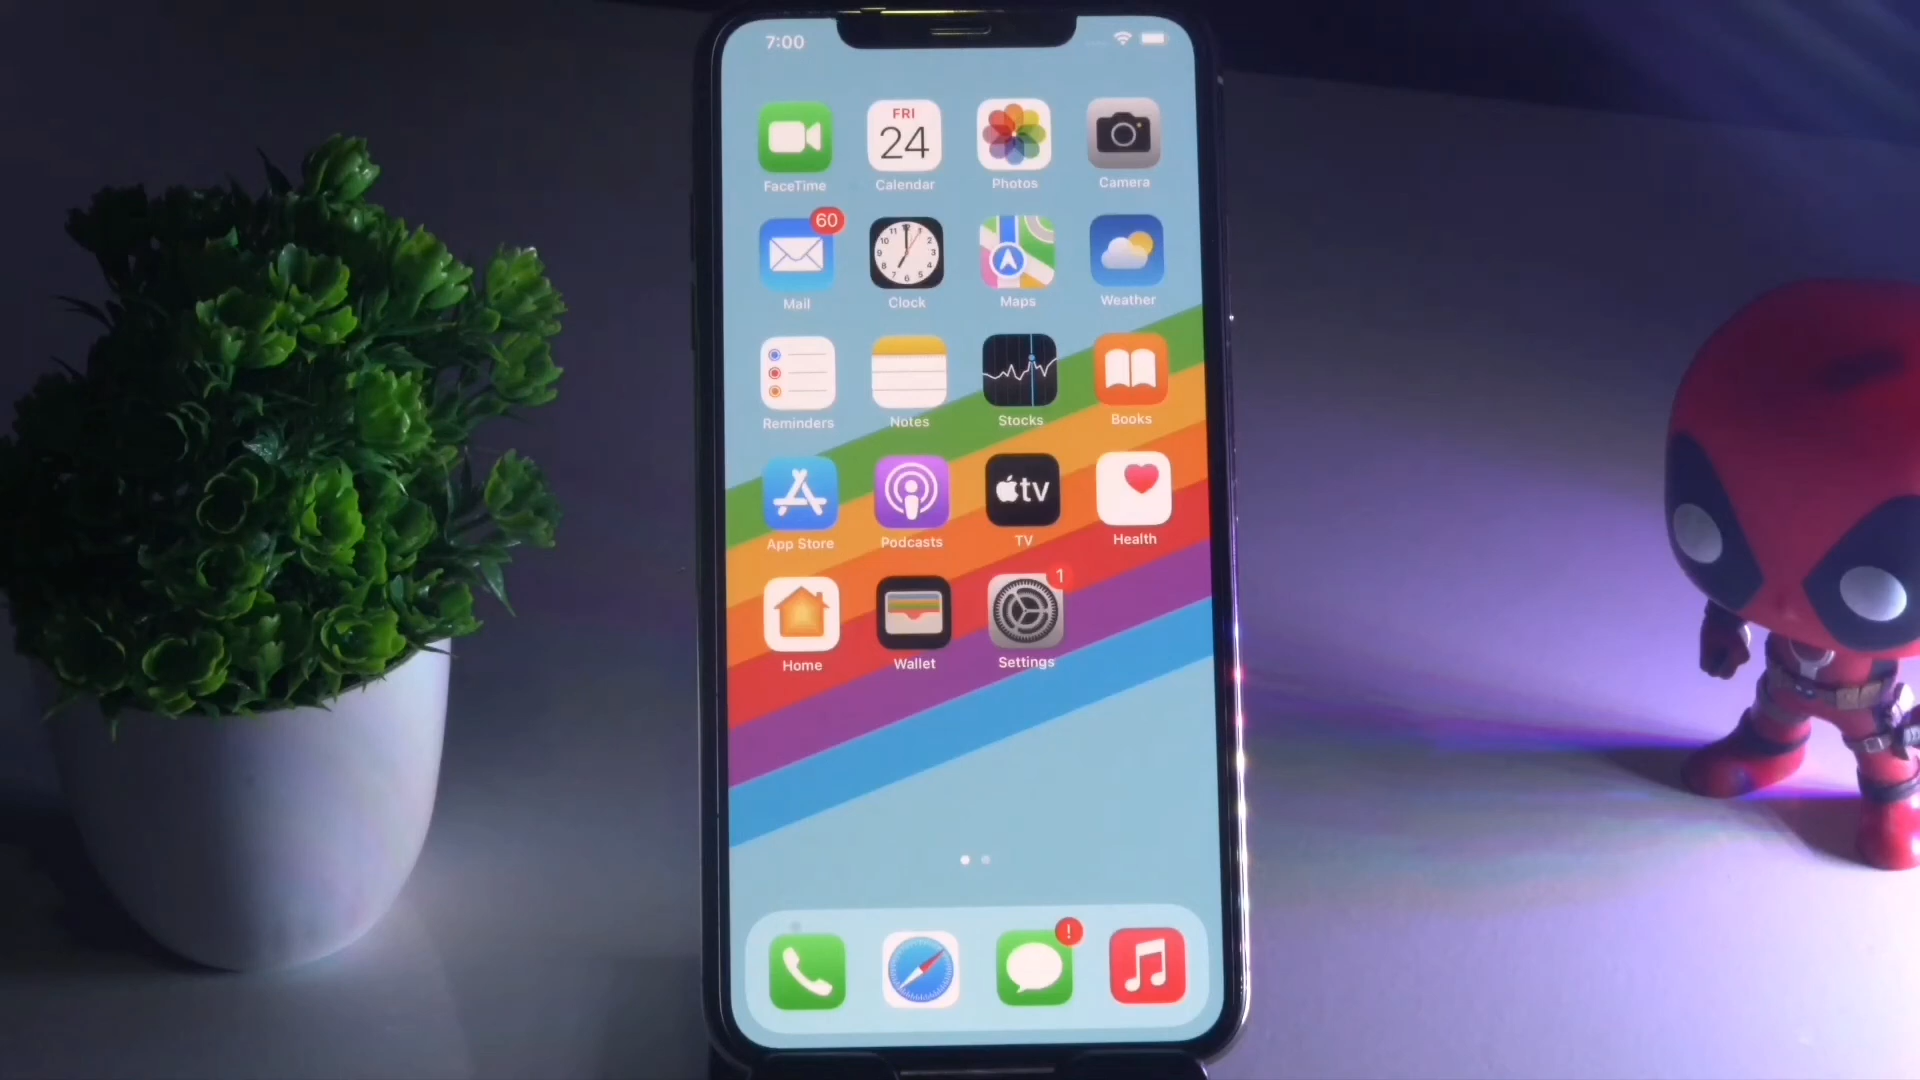 7:00
FRI
24
FaceTime
Calendar
Photos
Camera
60
Mail
Clock
Maps
Weather
Reminders
Notes
Stocks
Books
tv
App Store
Podcasts
TV
Health
1
Home
Wallet
Settings
!